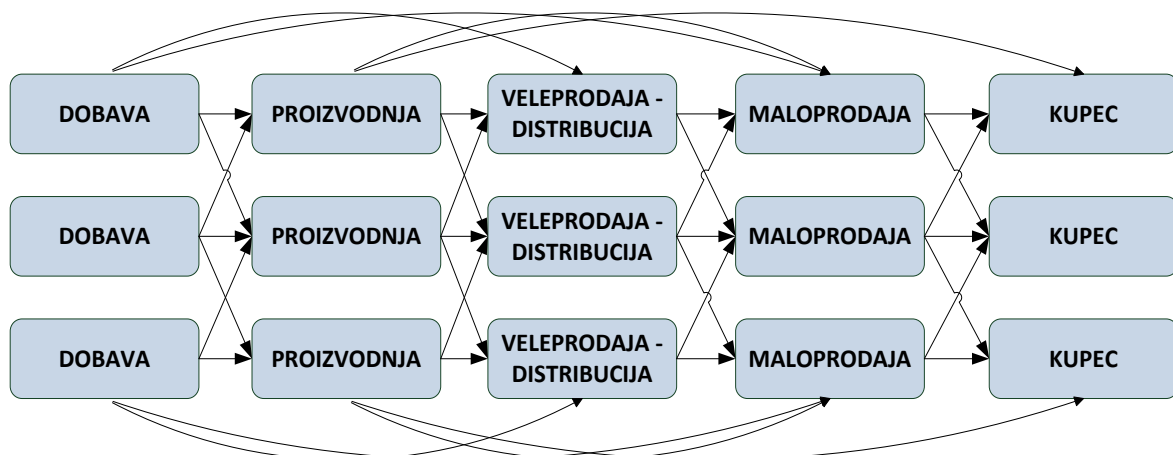 DOBAVA
PROIZVODNJA
VELEPRODAJA -
DISTRIBUCIJA
MALOPRODAJA
KUPEC
DOBAVA
PROIZVODNJA
VELEPRODAJA -
DISTRIBUCIJA
MALOPRODAJA
KUPEC
DOBAVA
PROIZVODNJA
VELEPRODAJA -
DISTRIBUCIJA
MALOPRODAJA
KUPEC